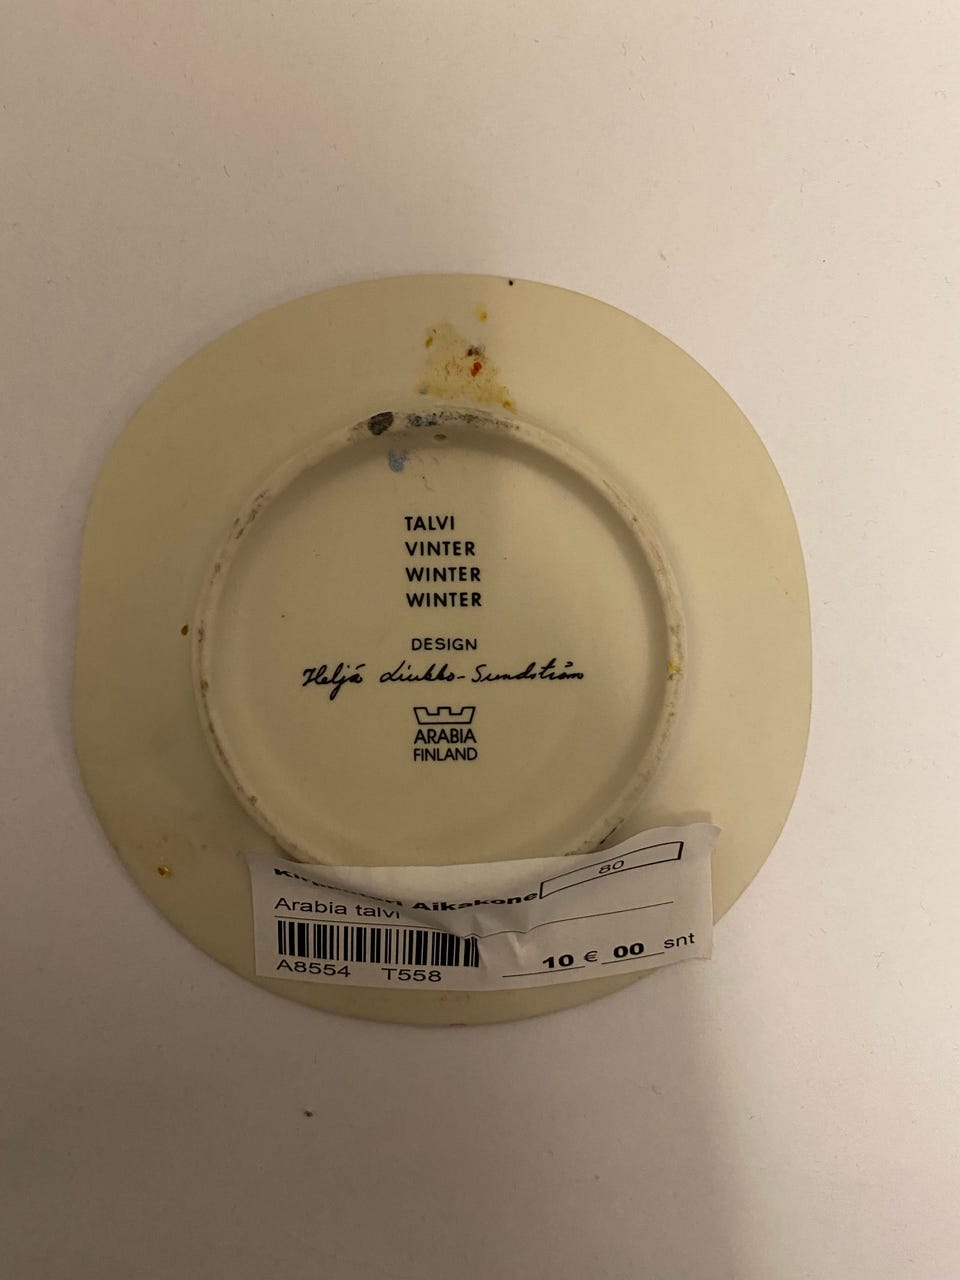 TALVI
VINTER
WINTER
WINTER
DESIGN
Heljä Liukko-Sundström
ARABIA
FINLAND
Aikakone 80
Arabia talvi
A8554 T558
10 € 00 snt